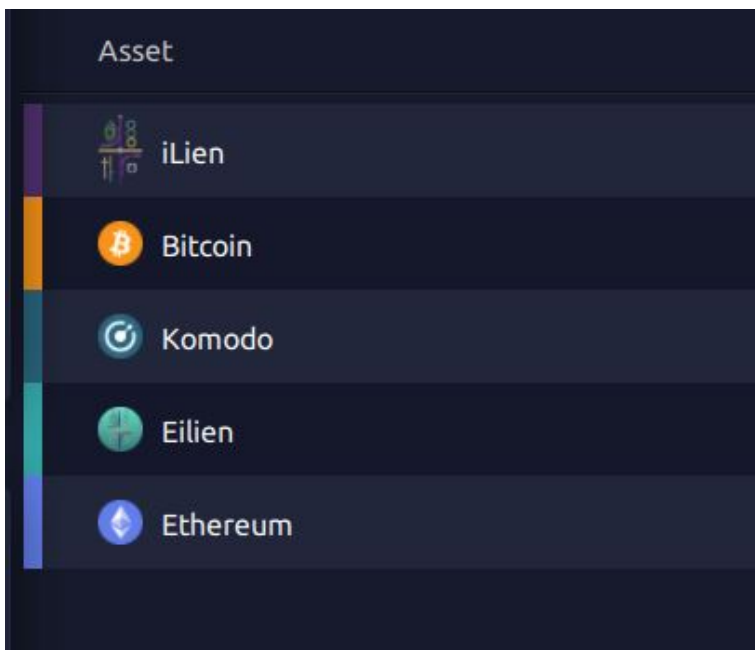 Asset
iLien
Bitcoin
Komodo
Eilien
Ethereum